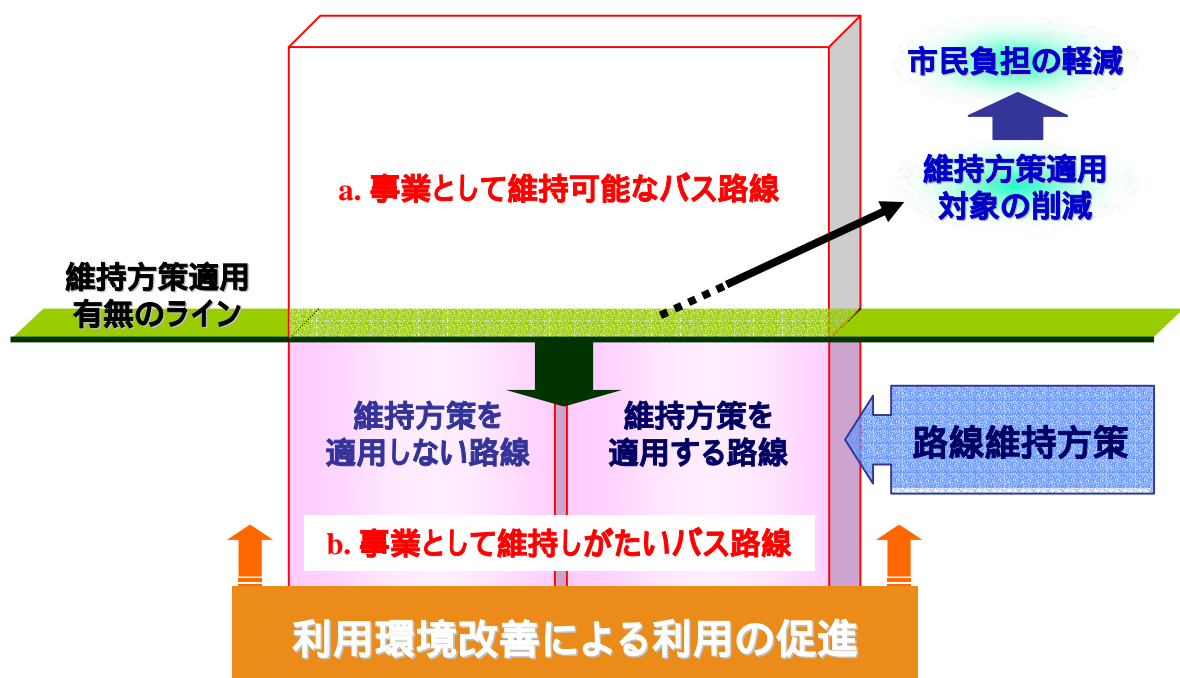 市民負担の軽減
維持方策適用
対象の削減
a. 事業として維持可能なバス路線
維持方策適用
有無のライン
維持方策を
適用しない路線
維持方策を
適用する路線
路線維持方策
b. 事業として維持しがたいバス路線
利用環境改善による利用の促進